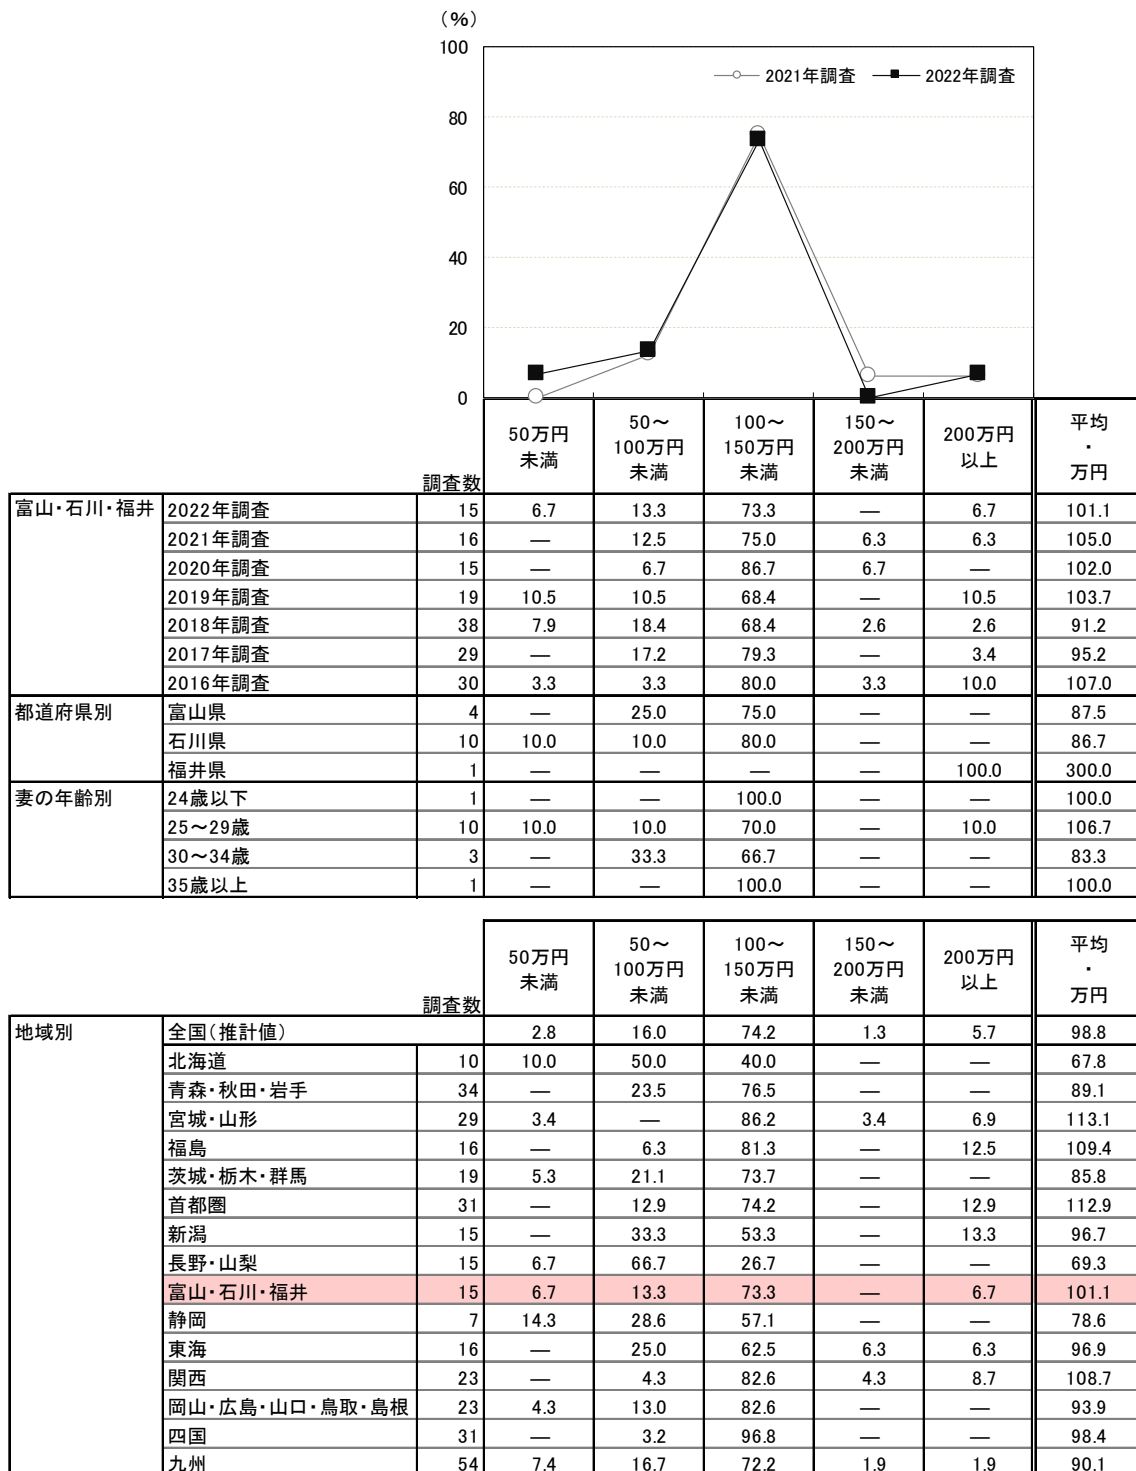 （%）
100
80
60
40
20
0
2021年調査 2022年調査
調査数 50万円未満 50～100万円未満 100～150万円未満 150～200万円未満 200万円以上 平均・万円
富山・石川・福井 2022年調査 15 6.7 13.3 73.3 ― 6.7 101.1
2021年調査 16 ― 12.5 75.0 6.3 6.3 105.0
2020年調査 15 ― 6.7 86.7 6.7 ― 102.0
2019年調査 19 10.5 10.5 68.4 ― 10.5 103.7
2018年調査 38 7.9 18.4 68.4 2.6 2.6 91.2
2017年調査 29 ― 17.2 79.3 ― 3.4 95.2
2016年調査 30 3.3 3.3 80.0 3.3 10.0 107.0
都道府県別 富山県 4 ― 25.0 75.0 ― ― 87.5
石川県 10 10.0 10.0 80.0 ― ― 86.7
福井県 1 ― ― ― ― 100.0 300.0
妻の年齢別 24歳以下 1 ― ― 100.0 ― ― 100.0
25～29歳 10 10.0 10.0 70.0 ― 10.0 106.7
30～34歳 3 ― 33.3 66.7 ― ― 83.3
35歳以上 1 ― ― 100.0 ― ― 100.0
調査数 50万円未満 50～100万円未満 100～150万円未満 150～200万円未満 200万円以上 平均・万円
地域別 全国（推計値） 2.8 16.0 74.2 1.3 5.7 98.8
北海道 10 10.0 50.0 40.0 ― ― 67.8
青森・秋田・岩手 34 ― 23.5 76.5 ― ― 89.1
宮城・山形 29 3.4 ― 86.2 3.4 6.9 113.1
福島 16 ― 6.3 81.3 ― 12.5 109.4
茨城・栃木・群馬 19 5.3 21.1 73.7 ― ― 85.8
首都圏 31 ― 12.9 74.2 ― 12.9 112.9
新潟 15 ― 33.3 53.3 ― 13.3 96.7
長野・山梨 15 6.7 66.7 26.7 ― ― 69.3
富山・石川・福井 15 6.7 13.3 73.3 ― 6.7 101.1
静岡 7 14.3 28.6 57.1 ― ― 78.6
東海 16 ― 25.0 62.5 6.3 6.3 96.9
関西 23 ― 4.3 82.6 4.3 8.7 108.7
岡山・広島・山口・鳥取・島根 23 4.3 13.0 82.6 ― ― 93.9
四国 31 ― 3.2 96.8 ― ― 98.4
九州 54 7.4 16.7 72.2 1.9 1.9 90.1